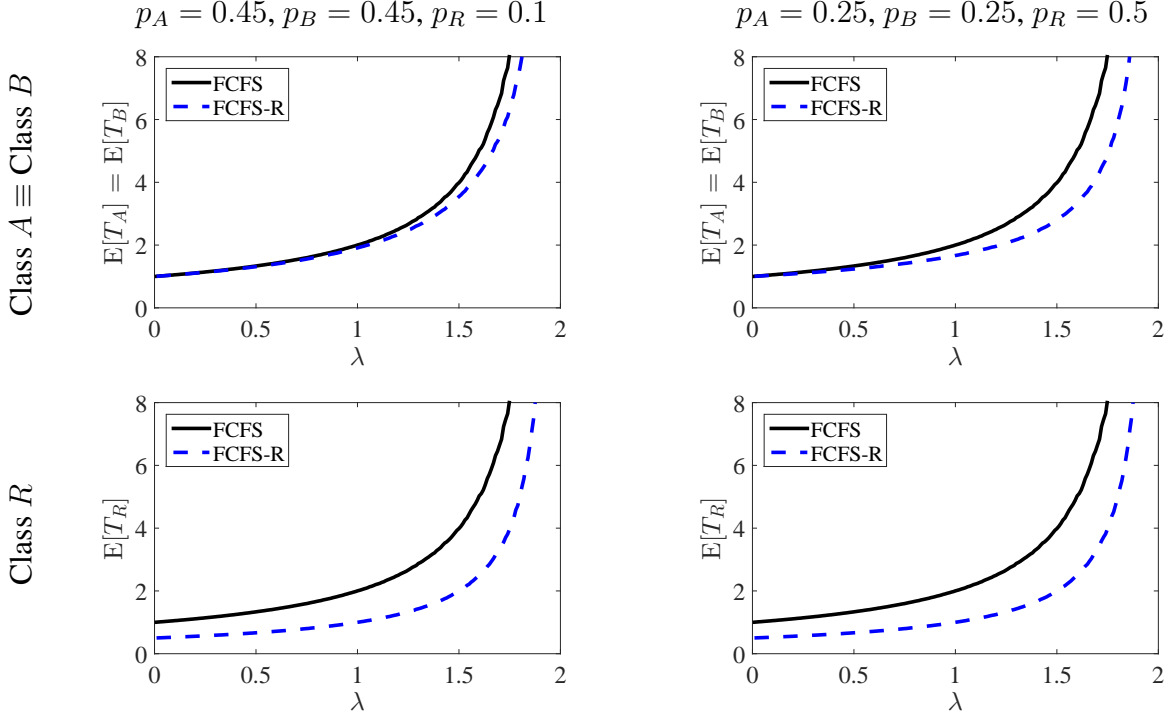 p_A = 0.45, p_B = 0.45, p_R = 0.1
p_A = 0.25, p_B = 0.25, p_R = 0.5
Class A ≡ Class B
E[T_A] = E[T_B]
8
6
4
2
0
FCFS
FCFS-R
0 0.5 1 1.5 2
λ
E[T_A] = E[T_B]
8
6
4
2
0
FCFS
FCFS-R
0 0.5 1 1.5 2
λ
Class R
E[T_R]
8
6
4
2
0
FCFS
FCFS-R
0 0.5 1 1.5 2
λ
E[T_R]
8
6
4
2
0
FCFS
FCFS-R
0 0.5 1 1.5 2
λ